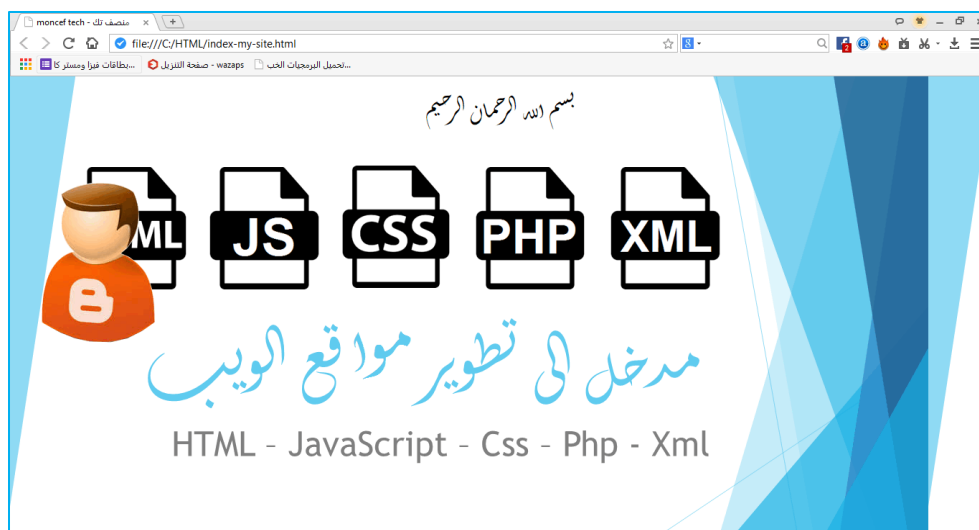 moncef tech - منصف تك
file:///C:/HTML/index-my-site.html
بطاقات فيزا ومستر كا...
صفحة التنزيل - wazaps
تحميل البرمجيات الخب...
بسم الله الرحمان الرحيم
ML JS CSS PHP XML
مدخل الى تطوير مواقع الويب
HTML - JavaScript - Css - Php - Xml